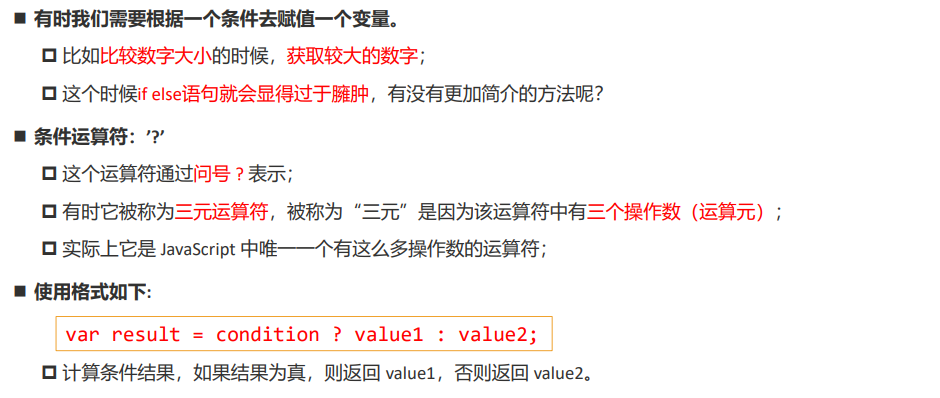 ■ 有时我们需要根据一个条件去赋值一个变量。
◻ 比如比较数字大小的时候，获取较大的数字；
◻ 这个时候if else语句就会显得过于臃肿，有没有更加简介的方法呢？
■ 条件运算符：’?’
◻ 这个运算符通过问号 ? 表示；
◻ 有时它被称为三元运算符，被称为“三元”是因为该运算符中有三个操作数（运算元）；
◻ 实际上它是 JavaScript 中唯一一个有这么多操作数的运算符；
■ 使用格式如下:
var result = condition ? value1 : value2;
◻ 计算条件结果，如果结果为真，则返回 value1，否则返回 value2。